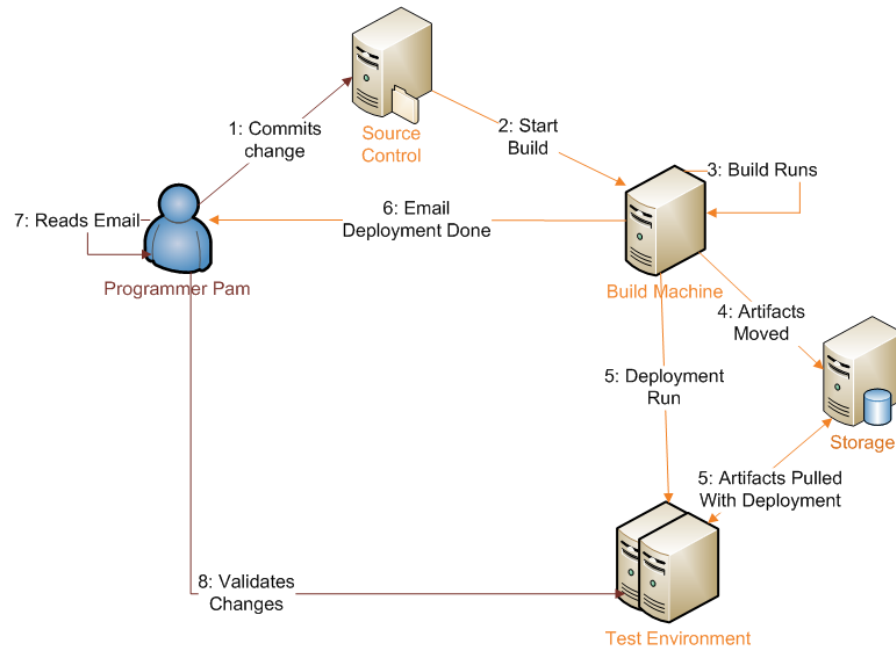 1: Commits
change
Source
Control
2: Start
Build
3: Build Runs
7: Reads Email
6: Email
Deployment Done
Programmer Pam
Build Machine
4: Artifacts
Moved
5: Deployment
Run
Storage
5: Artifacts Pulled
With Deployment
8: Validates
Changes
Test Environment